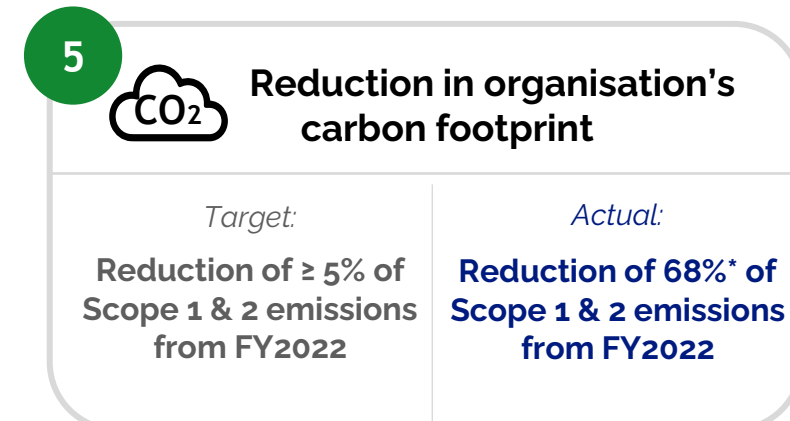 5
CO₂
Reduction in organisation's
carbon footprint
Target:
Reduction of ≥ 5% of
Scope 1 & 2 emissions
from FY2022
Actual:
Reduction of 68%* of
Scope 1 & 2 emissions
from FY2022